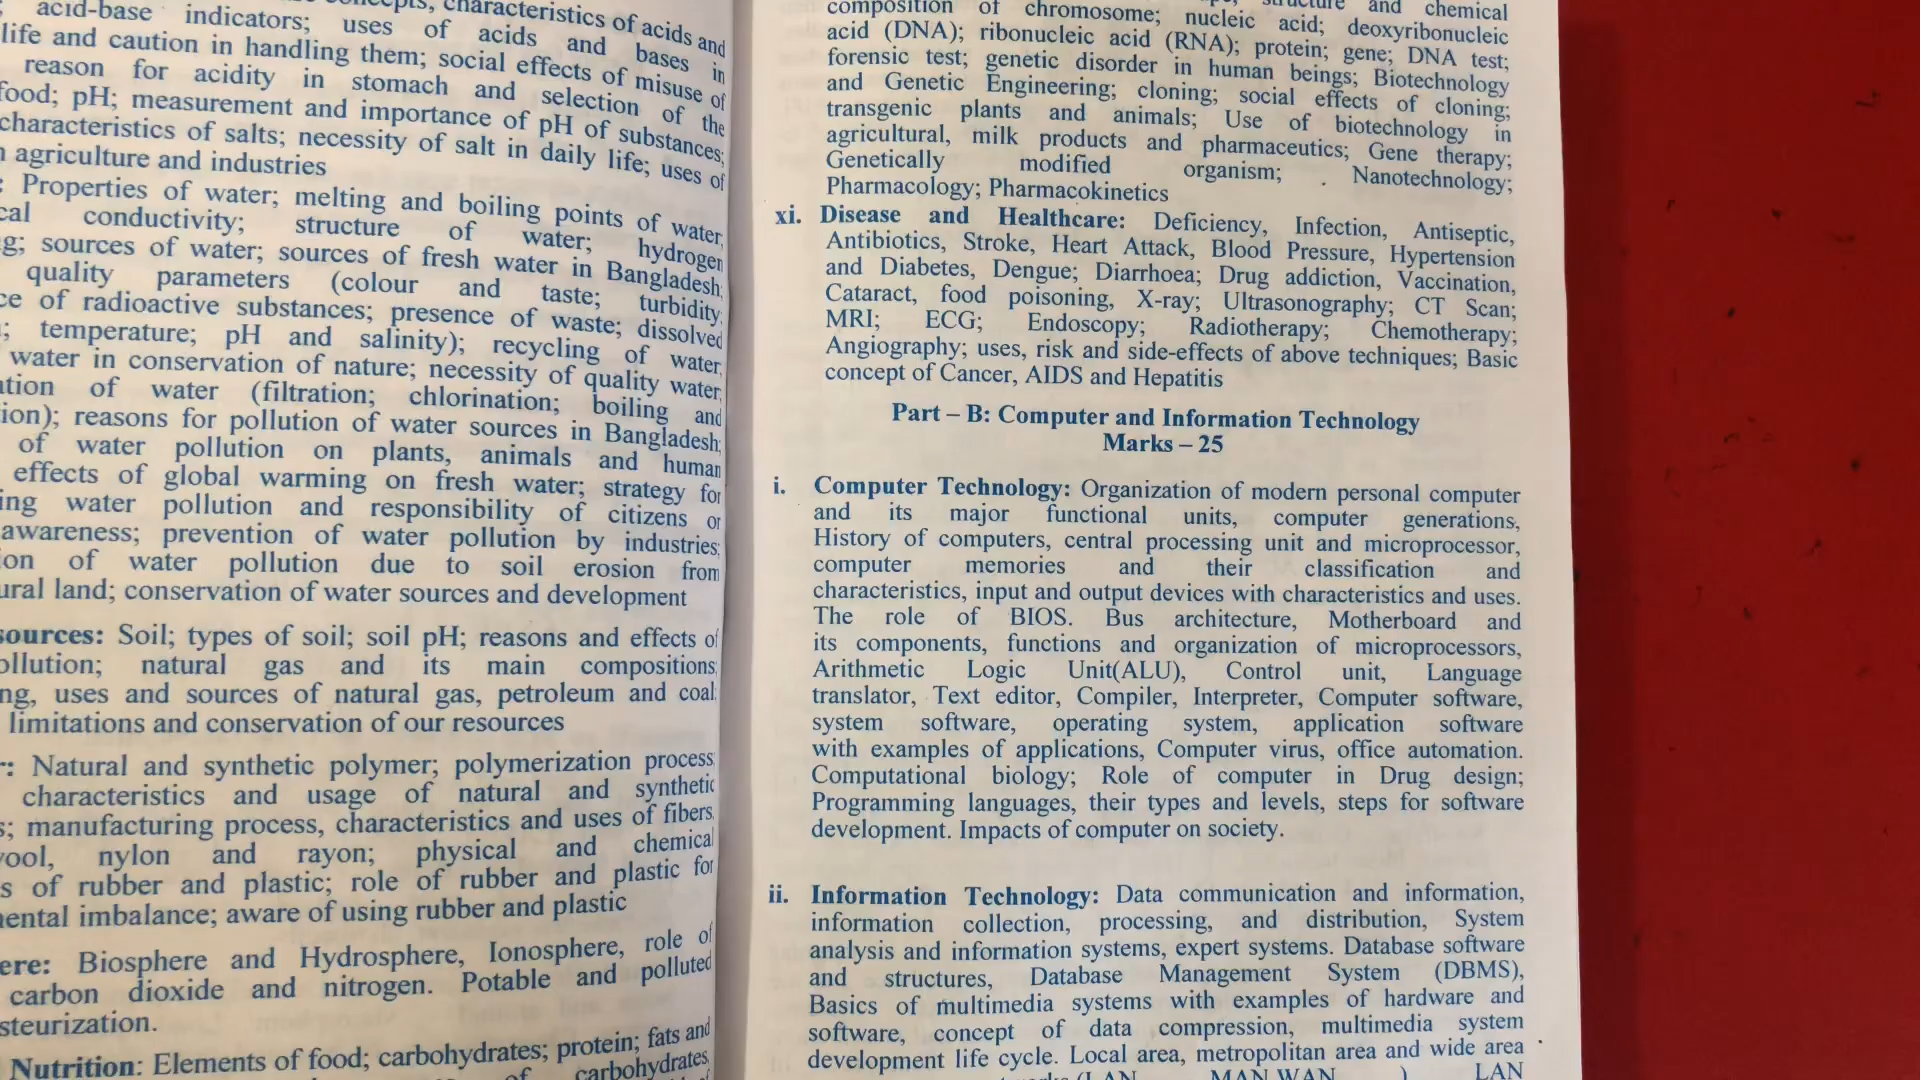 concepts, characteristics of acids and
acid-base indicators; uses of acids and bases in
life and caution in handling them; social effects of misuse of
reason for acidity in stomach and selection of the
food; pH; measurement and importance of pH of substances;
characteristics of salts; necessity of salt in daily life; uses of
agriculture and industries
: Properties of water; melting and boiling points of water,
conductivity; structure of water; hydrogen
sources of water; sources of fresh water in Bangladesh;
quality parameters (colour and taste; turbidity;
of radioactive substances; presence of waste; dissolved
; temperature; pH and salinity); recycling of water,
water in conservation of nature; necessity of quality water,
of water (filtration; chlorination; boiling and
); reasons for pollution of water sources in Bangladesh;
of water pollution on plants, animals and human
effects of global warming on fresh water; strategy for
water pollution and responsibility of citizens or
awareness; prevention of water pollution by industries;
of water pollution due to soil erosion from
land; conservation of water sources and development
sources: Soil; types of soil; soil pH; reasons and effects of
natural gas and its main compositions;
uses and sources of natural gas, petroleum and coal:
limitations and conservation of our resources
: Natural and synthetic polymer; polymerization process;
characteristics and usage of natural and synthetic
; manufacturing process, characteristics and uses of fibers,
nylon and rayon; physical and chemical
of rubber and plastic; role of rubber and plastic for
imbalance; aware of using rubber and plastic
Biosphere and Hydrosphere, Ionosphere, role of
carbon dioxide and nitrogen. Potable and polluted
Nutrition: Elements of food; carbohydrates; protein; fats and
of carbohydrates,
structure and chemical
composition of chromosome; nucleic acid; deoxyribonucleic
acid (DNA); ribonucleic acid (RNA); protein; gene; DNA test;
forensic test; genetic disorder in human beings; Biotechnology
and Genetic Engineering; cloning; social effects of cloning;
transgenic plants and animals; Use of biotechnology in
agricultural, milk products and pharmaceutics; Gene therapy;
Genetically modified organism; Nanotechnology;
Pharmacology; Pharmacokinetics
xi. Disease and Healthcare: Deficiency, Infection, Antiseptic,
Antibiotics, Stroke, Heart Attack, Blood Pressure, Hypertension
and Diabetes, Dengue; Diarrhoea; Drug addiction, Vaccination,
Cataract, food poisoning, X-ray; Ultrasonography; CT Scan;
MRI; ECG; Endoscopy; Radiotherapy; Chemotherapy;
Angiography; uses, risk and side-effects of above techniques; Basic
concept of Cancer, AIDS and Hepatitis
Part – B: Computer and Information Technology
Marks – 25
i. Computer Technology: Organization of modern personal computer
and its major functional units, computer generations,
History of computers, central processing unit and microprocessor,
computer memories and their classification and
characteristics, input and output devices with characteristics and uses.
The role of BIOS. Bus architecture, Motherboard and
its components, functions and organization of microprocessors,
Arithmetic Logic Unit(ALU), Control unit, Language
translator, Text editor, Compiler, Interpreter, Computer software,
system software, operating system, application software
with examples of applications, Computer virus, office automation.
Computational biology; Role of computer in Drug design;
Programming languages, their types and levels, steps for software
development. Impacts of computer on society.
ii. Information Technology: Data communication and information,
information collection, processing, and distribution, System
analysis and information systems, expert systems. Database software
and structures, Database Management System (DBMS),
Basics of multimedia systems with examples of hardware and
software, concept of data compression, multimedia system
development life cycle. Local area, metropolitan area and wide area
(LAN MAN,WAN ) LAN